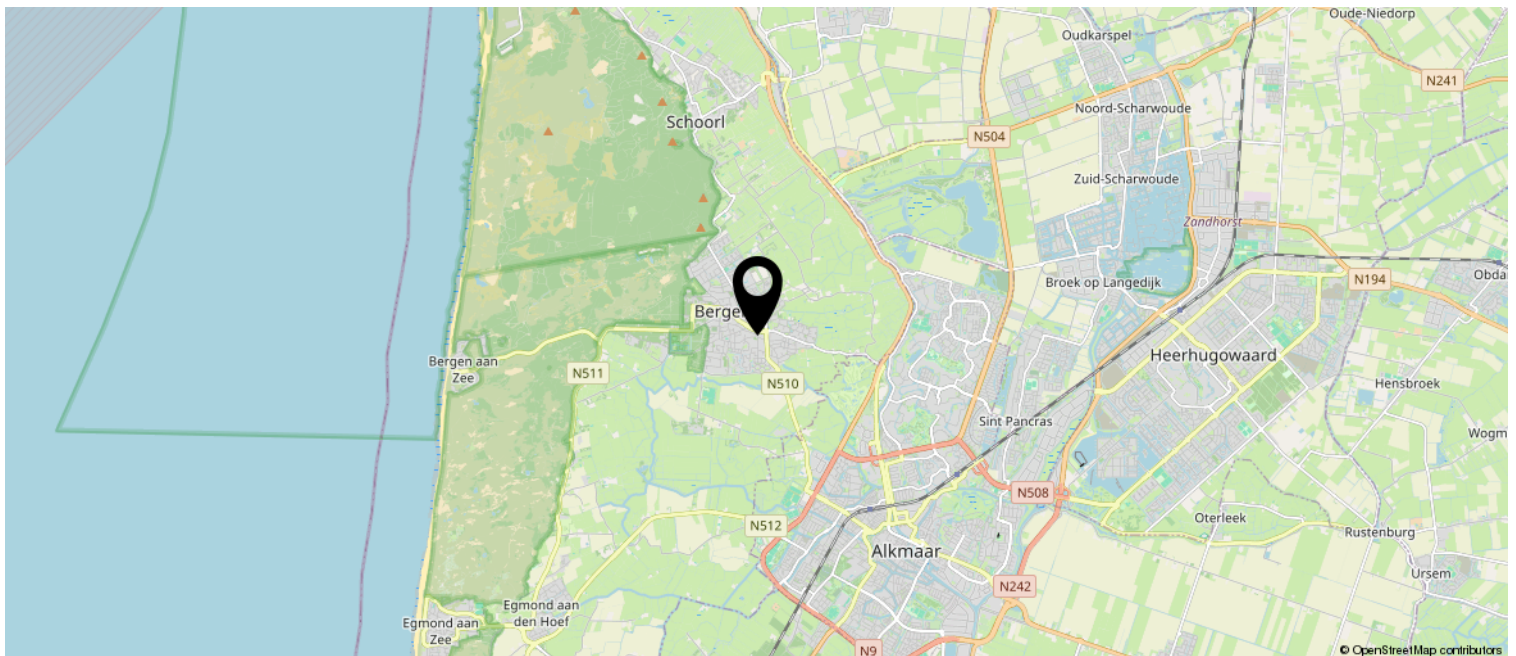 Oude-Niedorp
Oudkarspel
N241
Noord-Scharwoude
Schoorl
N504
Zuid-Scharwoude
Zandhorst
Obda
N194
Broek op Langedijk
Bergen
Bergen aan
Zee
Heerhugowaard
N511
N510
Hensbroek
Sint Pancras
Wogm
N508
Oterleek
N512
Rustenburg
Alkmaar
Ursem
N242
Egmond aan
den Hoef
Egmond aan
Zee
N9
© OpenStreetMap contributors